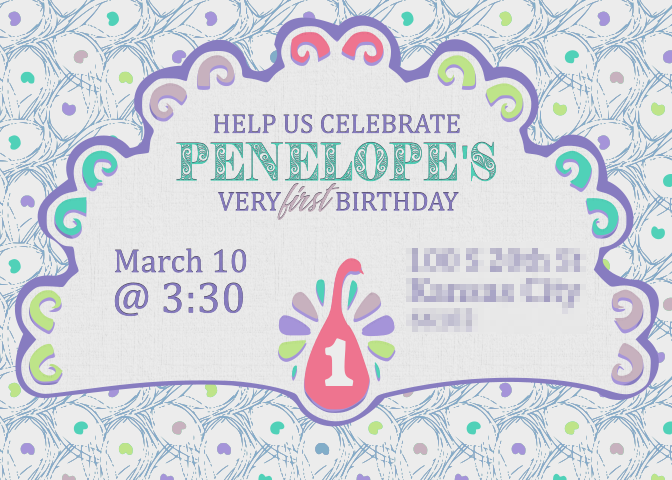 HELP US CELEBRATE
PENELOPE'S
VERY first BIRTHDAY
March 10
@ 3:30
1